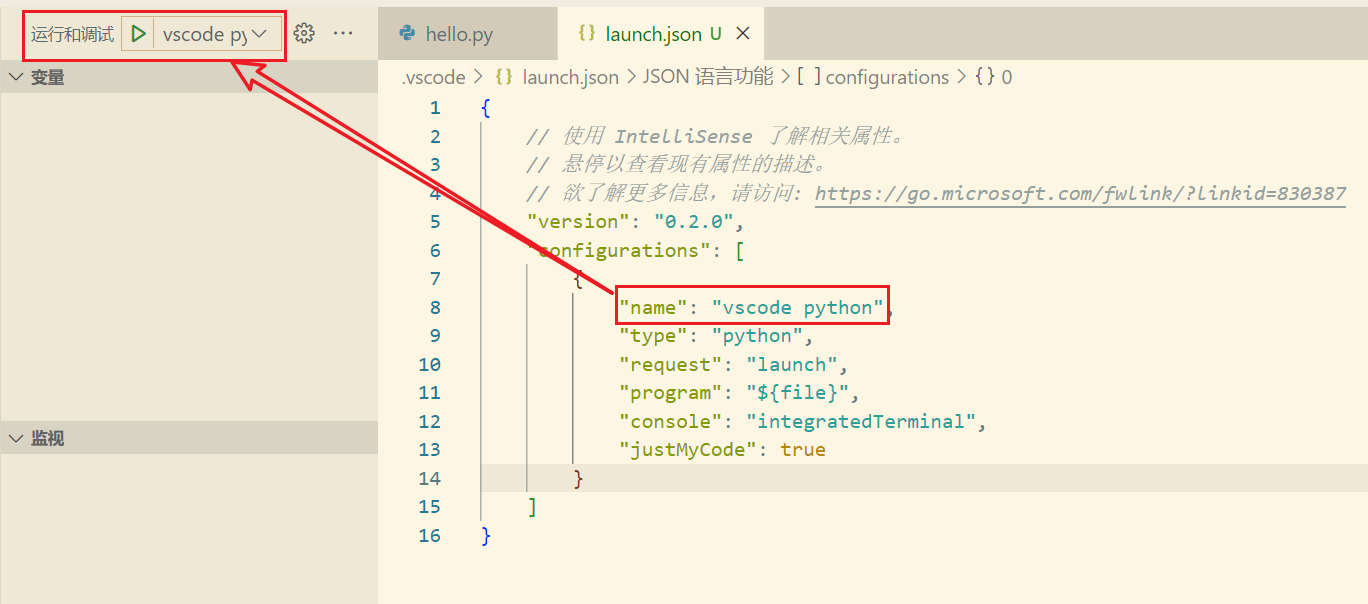 运行和调试 vscode py
hello.py
launch.json U
变量
.vscode > {} launch.json > JSON 语言功能 > [ ] configurations > {} 0
1 {
2 // 使用 IntelliSense 了解相关属性。
3 // 悬停以查看现有属性的描述。
4 // 欲了解更多信息，请访问: https://go.microsoft.com/fwlink/?linkid=830387
5 "version": "0.2.0",
6 "configurations": [
7 {
8 "name": "vscode python",
9 "type": "python",
10 "request": "launch",
11 "program": "${file}",
12 "console": "integratedTerminal",
13 "justMyCode": true
14 }
15 ]
16 }
监视